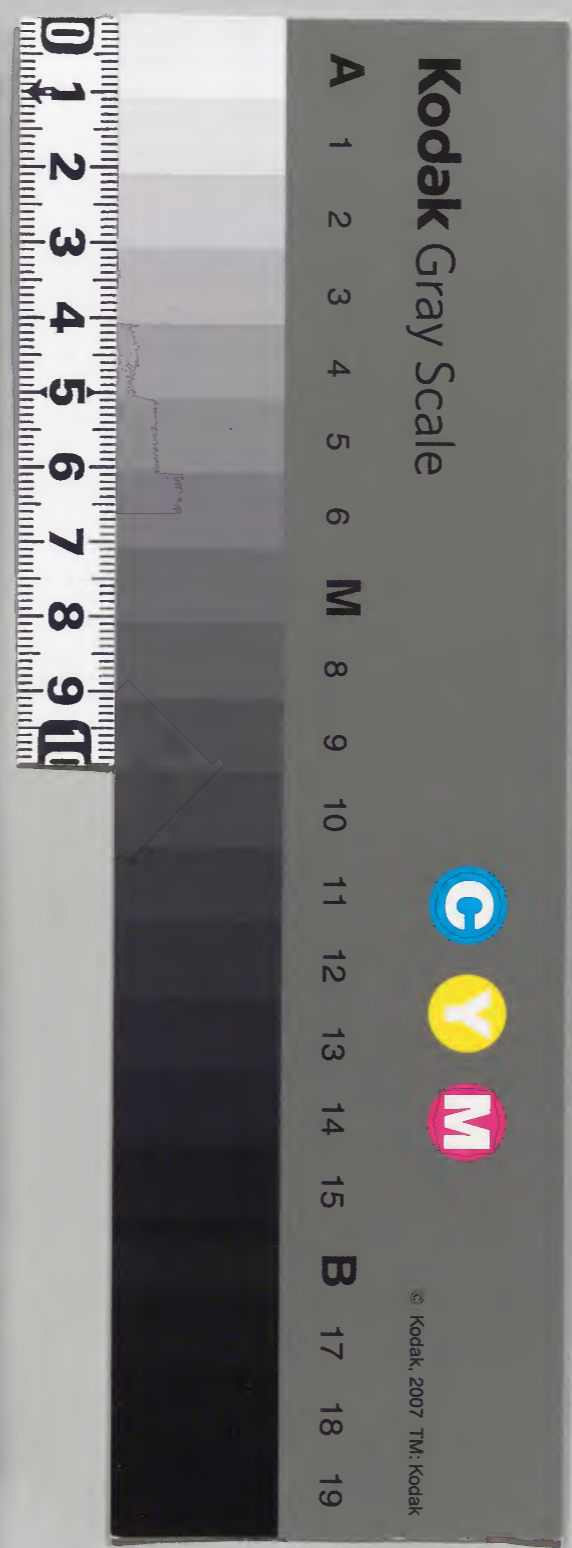 Kodak Gray Scale
C Y M
© Kodak, 2007 TM: Kodak
A 1 2 3 4 5 6 M 8 9 10 11 12 13 14 15 B 17 18 19
0 1 2 3 4 5 6 7 8 9 10